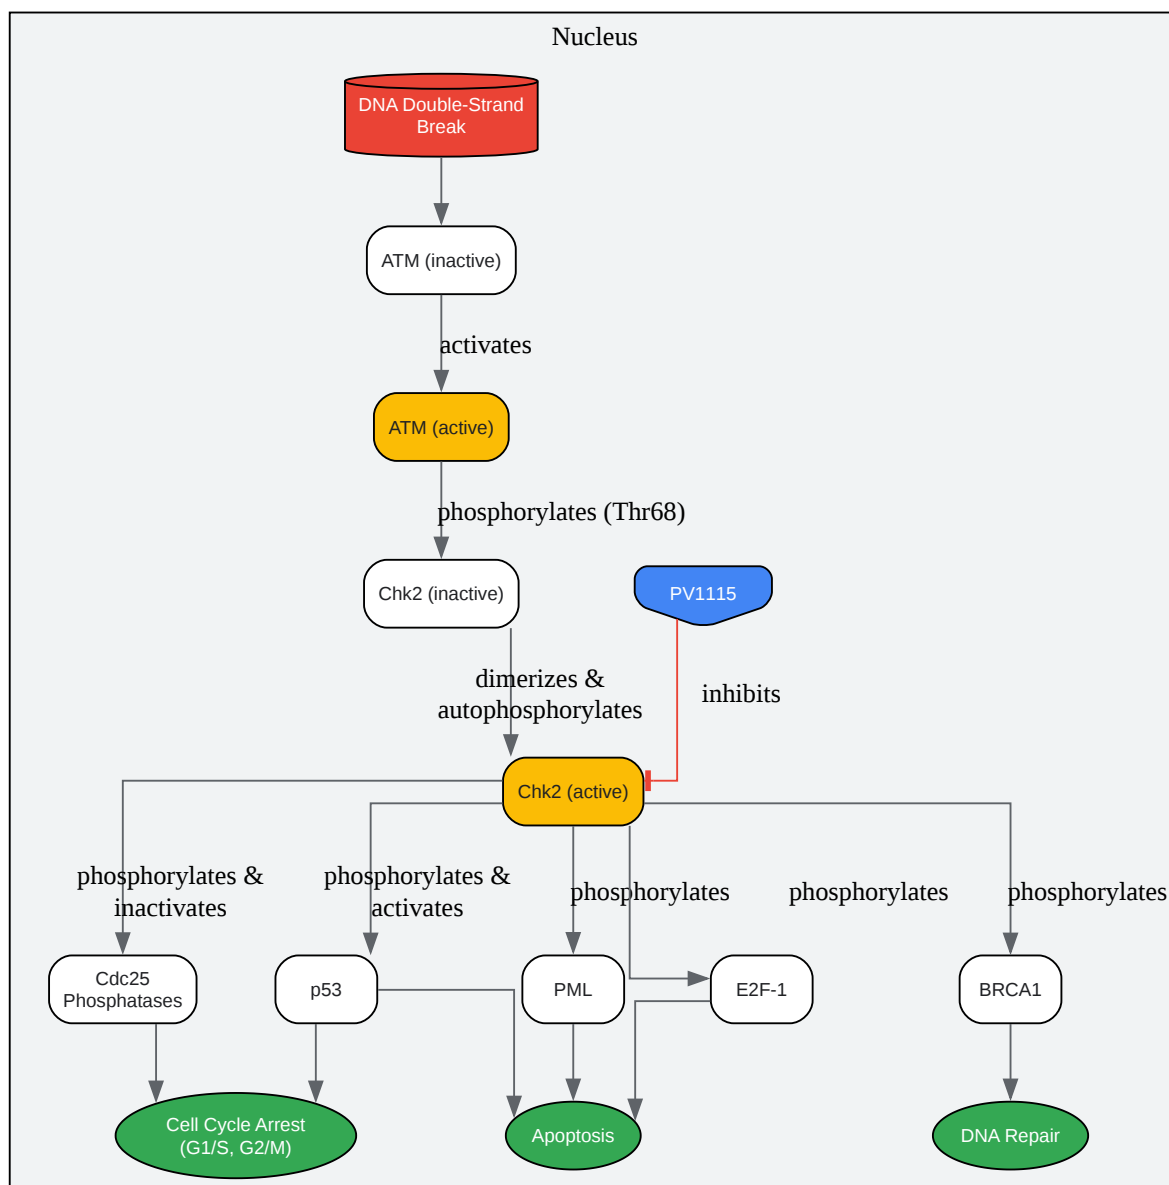 Nucleus
DNA Double-Strand
Break
ATM (inactive)
activates
ATM (active)
phosphorylates (Thr68)
Chk2 (inactive)
PV1115
dimerizes &
autophosphorylates
inhibits
Chk2 (active)
phosphorylates &
inactivates
phosphorylates &
activates
phosphorylates
phosphorylates
phosphorylates
Cdc25
Phosphatases
p53
PML
E2F-1
BRCA1
Cell Cycle Arrest
(G1/S, G2/M)
Apoptosis
DNA Repair